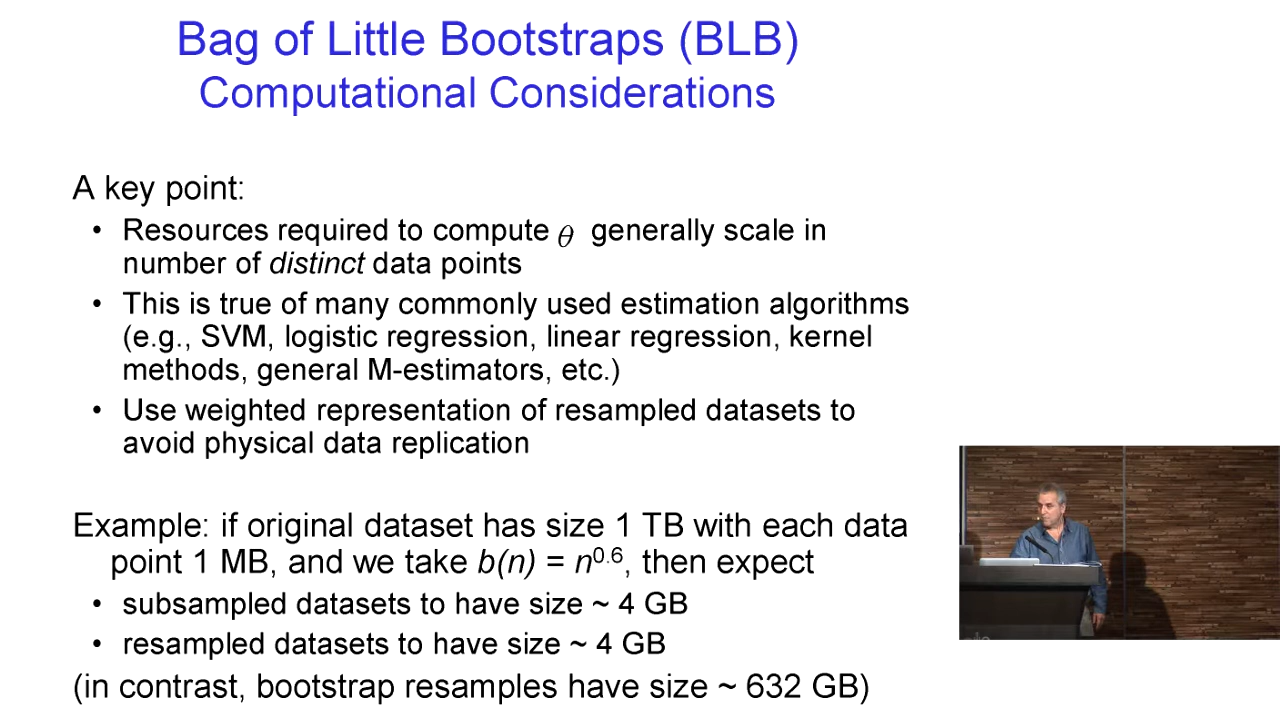 Bag of Little Bootstraps (BLB)
Computational Considerations
A key point:
• Resources required to compute θ generally scale in
number of distinct data points
• This is true of many commonly used estimation algorithms
(e.g., SVM, logistic regression, linear regression, kernel
methods, general M-estimators, etc.)
• Use weighted representation of resampled datasets to
avoid physical data replication
Example: if original dataset has size 1 TB with each data
point 1 MB, and we take b(n) = n^0.6, then expect
• subsampled datasets to have size ~ 4 GB
• resampled datasets to have size ~ 4 GB
(in contrast, bootstrap resamples have size ~ 632 GB)